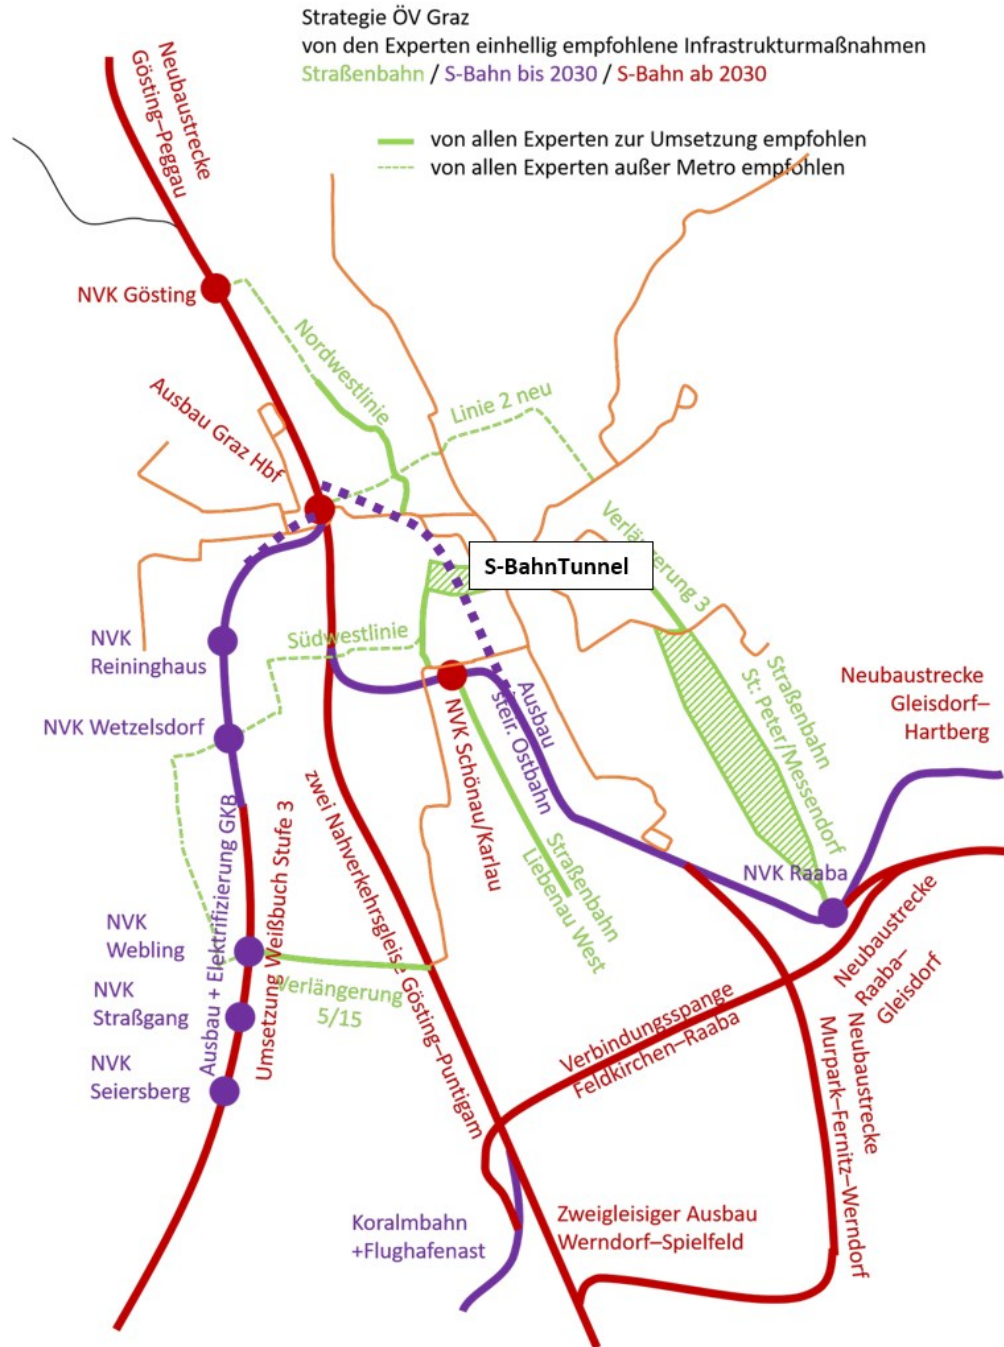 Strategie ÖV Graz
von den Experten einhellig empfohlene Infrastrukturmaßnahmen
Straßenbahn / S-Bahn bis 2030 / S-Bahn ab 2030
von allen Experten zur Umsetzung empfohlen
von allen Experten außer Metro empfohlen
Neubaustrecke
Gösting–Peggau
NVK Gösting
Nordwestlinie
Ausbau Graz Hbf
Linie 2 neu
Verlängerung 3
S-BahnTunnel
NVK
Reininghaus
Südwestlinie
NVK Wetzelsdorf
Ausbau
steir. Ostbahn
NVK Schönau/Karlau
Straßenbahn
St: Peter/Messendorf
Neubaustrecke
Gleisdorf–
Hartberg
zwei Nahverkehrsgleise Gösting–Puntigam
Ausbau + Elektrifizierung GKB
Umsetzung Weißbuch Stufe 3
Straßenbahn
Liebenau West
NVK Raaba
NVK
Webling
Verlängerung
5/15
NVK
Straßgang
NVK
Seiersberg
Neubaustrecke
Raaba–
Gleisdorf
Verbindungsspange
Feldkirchen–Raaba
Neubaustrecke
Murpark–Fernitz–Werndorf
Koralmbahn
+Flughafenast
Zweigleisiger Ausbau
Werndorf–Spielfeld